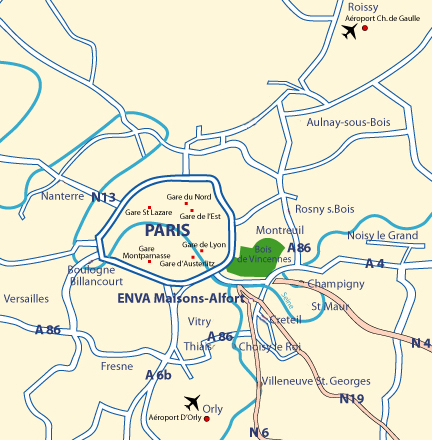 Roissy
Aéroport Ch. de Gaulle
Aulnay-sous-Bois
Nanterre
N13
Gare du Nord
Gare de l'Est
Gare St Lazare
Rosny s.Bois
PARIS
Montreuil
Noisy le Grand
Gare de Lyon
Gare
Montparnasse
Gare d'Austerlitz
Bois
de Vincennes
A86
A 4
Boulogne
Billancourt
Champigny
Versailles
ENVA Maisons-Alfort
Seine
St Maur
Vitry
Creteil
A 86
A 86
Thiais
Choisy le Roi
N 4
Fresne
A 6b
Villeneuve St. Georges
N19
Orly
Aéroport D'Orly
N 6